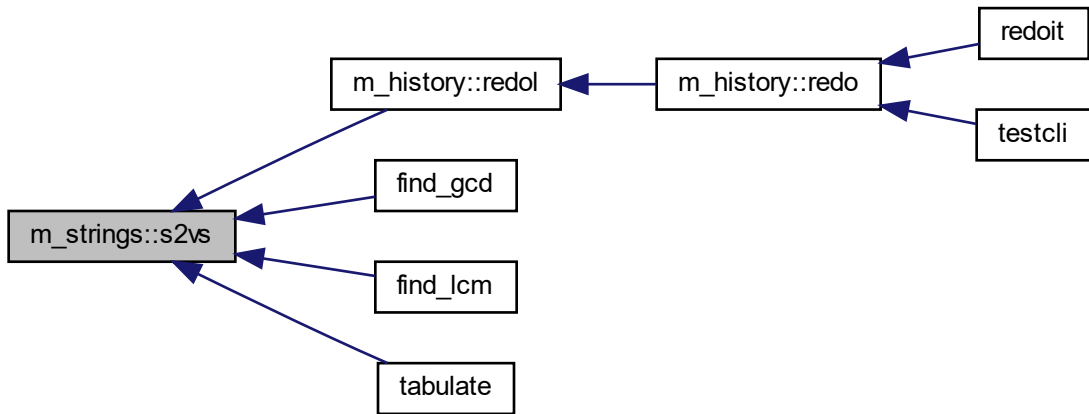 redoit
m_history::redol
m_history::redo
testcli
find_gcd
m_strings::s2vs
find_lcm
tabulate